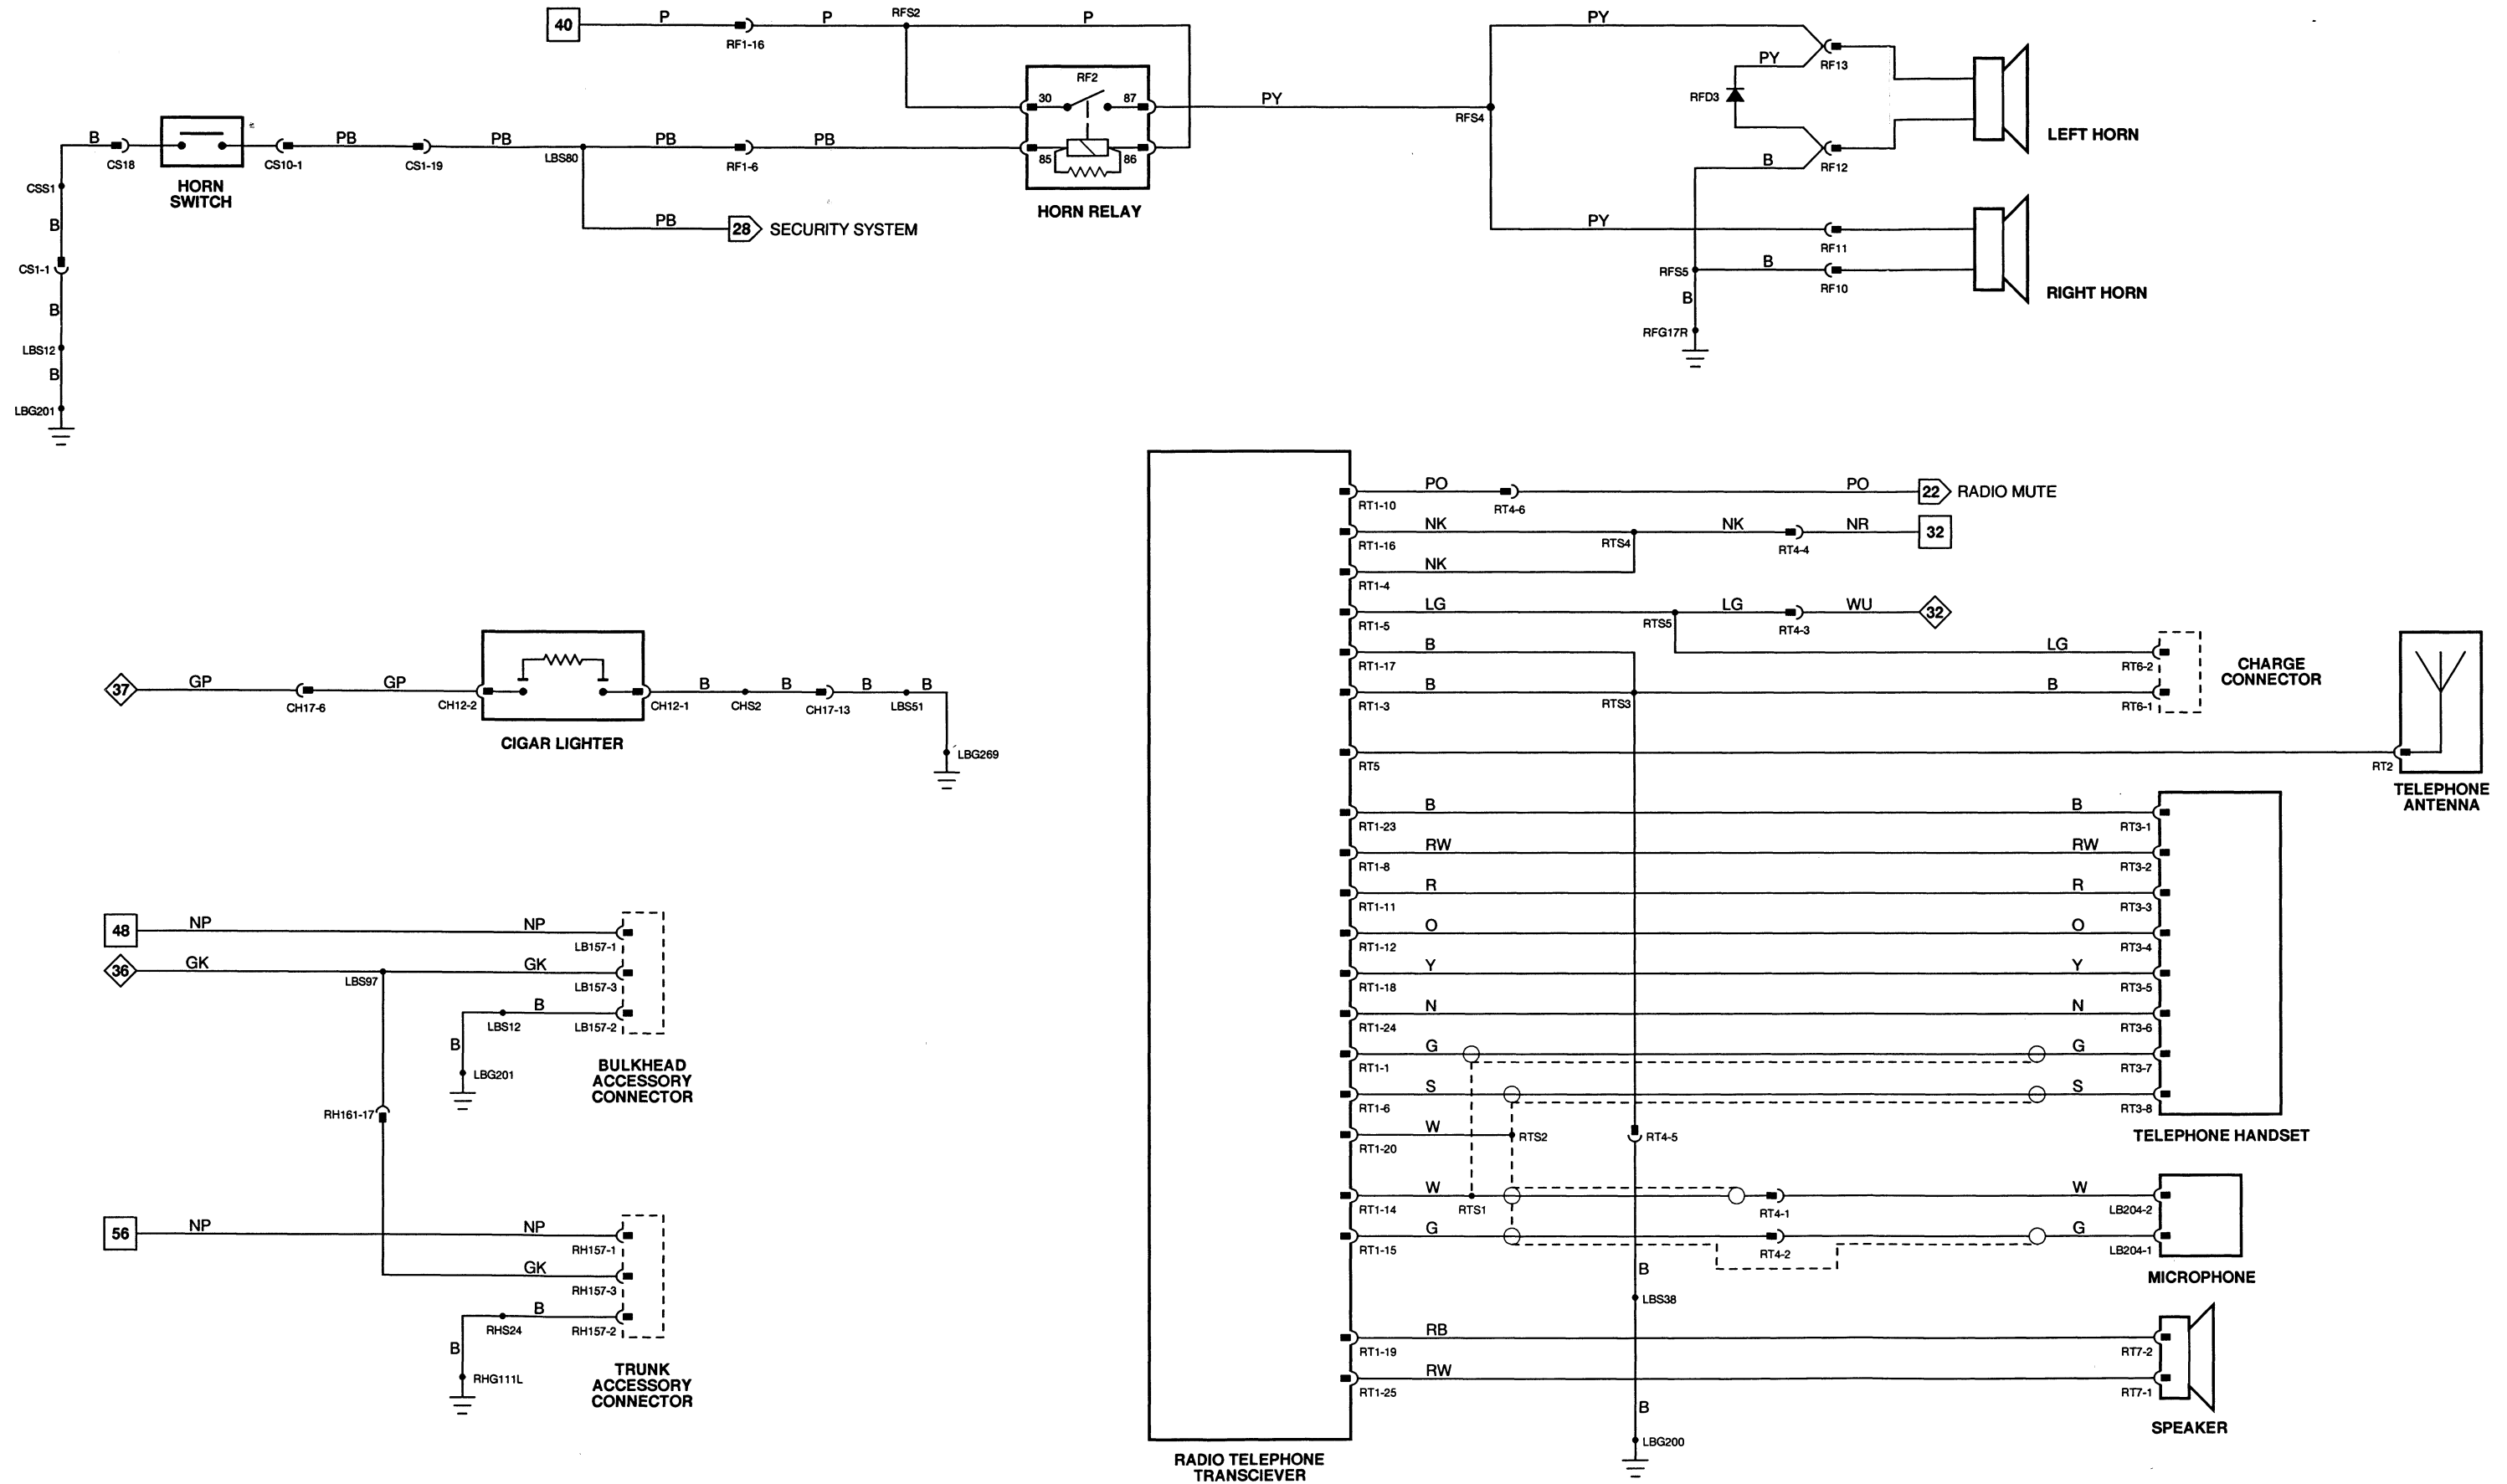 40
P
RF1-16
P
RFS2
P
RF2
30
87
85
86
HORN RELAY
B
CS18
HORN
SWITCH
CS10-1
PB
CS1-19
PB
LBS80
PB
RF1-6
PB
PB
28
SECURITY SYSTEM
CSS1
B
CS1-1
B
LBS12
B
LBG201
PY
RFS4
PY
PY
RFD3
RF13
B
RF12
LEFT HORN
PY
RF11
RFS5
B
RF10
RIGHT HORN
B
RFG17R
37
GP
CH17-6
GP
CH12-2
CH12-1
B
CHS2
B
CH17-13
B
LBS51
B
LBG269
CIGAR LIGHTER
48
NP
NP
LB157-1
36
GK
LBS97
GK
LB157-3
B
LBS12
LB157-2
B
LBG201
BULKHEAD
ACCESSORY
CONNECTOR
RH161-17
56
NP
NP
RH157-1
GK
RH157-3
B
RHS24
RH157-2
B
RHG111L
TRUNK
ACCESSORY
CONNECTOR
RT1-10
PO
RT4-6
PO
22
RADIO MUTE
RT1-16
NK
RTS4
NK
RT4-4
NR
32
RT1-4
NK
RT1-5
LG
RTS5
LG
RT4-3
WU
32
RT1-17
B
LG
RT6-2
CHARGE
CONNECTOR
RT1-3
B
RTS3
B
RT6-1
RT5
RT2
TELEPHONE
ANTENNA
RT1-23
B
B
RT3-1
RT1-8
RW
RW
RT3-2
RT1-11
R
R
RT3-3
RT1-12
O
O
RT3-4
RT1-18
Y
Y
RT3-5
RT1-24
N
N
RT3-6
RT1-1
G
G
RT3-7
RT1-6
S
S
RT3-8
TELEPHONE HANDSET
RT1-20
W
RTS2
RT4-5
RT1-14
W
RTS1
RT4-1
W
LB204-2
RT1-15
G
RT4-2
G
LB204-1
MICROPHONE
B
LBS38
RT1-19
RB
RT7-2
RT1-25
RW
RT7-1
SPEAKER
B
LBG200
RADIO TELEPHONE
TRANSCIEVER